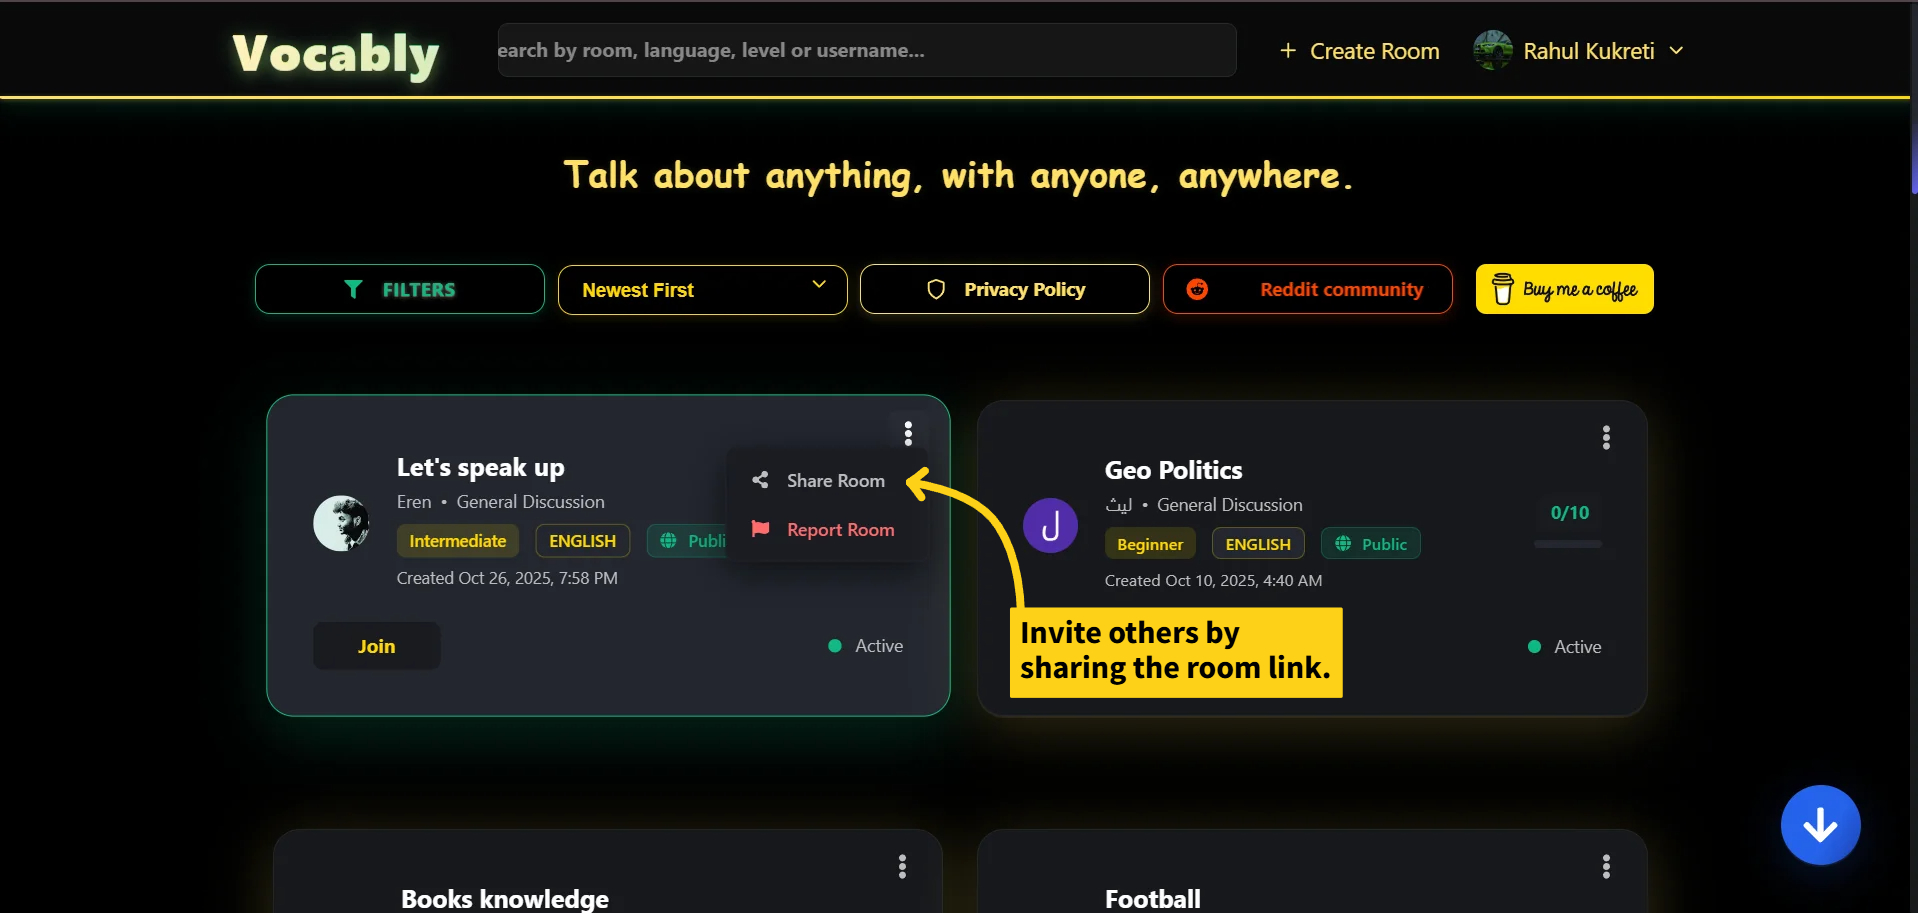 Vocably
earch by room, language, level or username...
+ Create Room
Rahul Kukreti
Talk about anything, with anyone, anywhere.
FILTERS
Newest First
Privacy Policy
Reddit community
Buy me a coffee
Let's speak up
Eren • General Discussion
Intermediate
ENGLISH
Publi
Created Oct 26, 2025, 7:58 PM
Join
Active
Share Room
Report Room
Geo Politics
ليث • General Discussion
ل
Beginner
ENGLISH
Public
Created Oct 10, 2025, 4:40 AM
0/10
Active
Invite others by
sharing the room link.
Books knowledge
Football